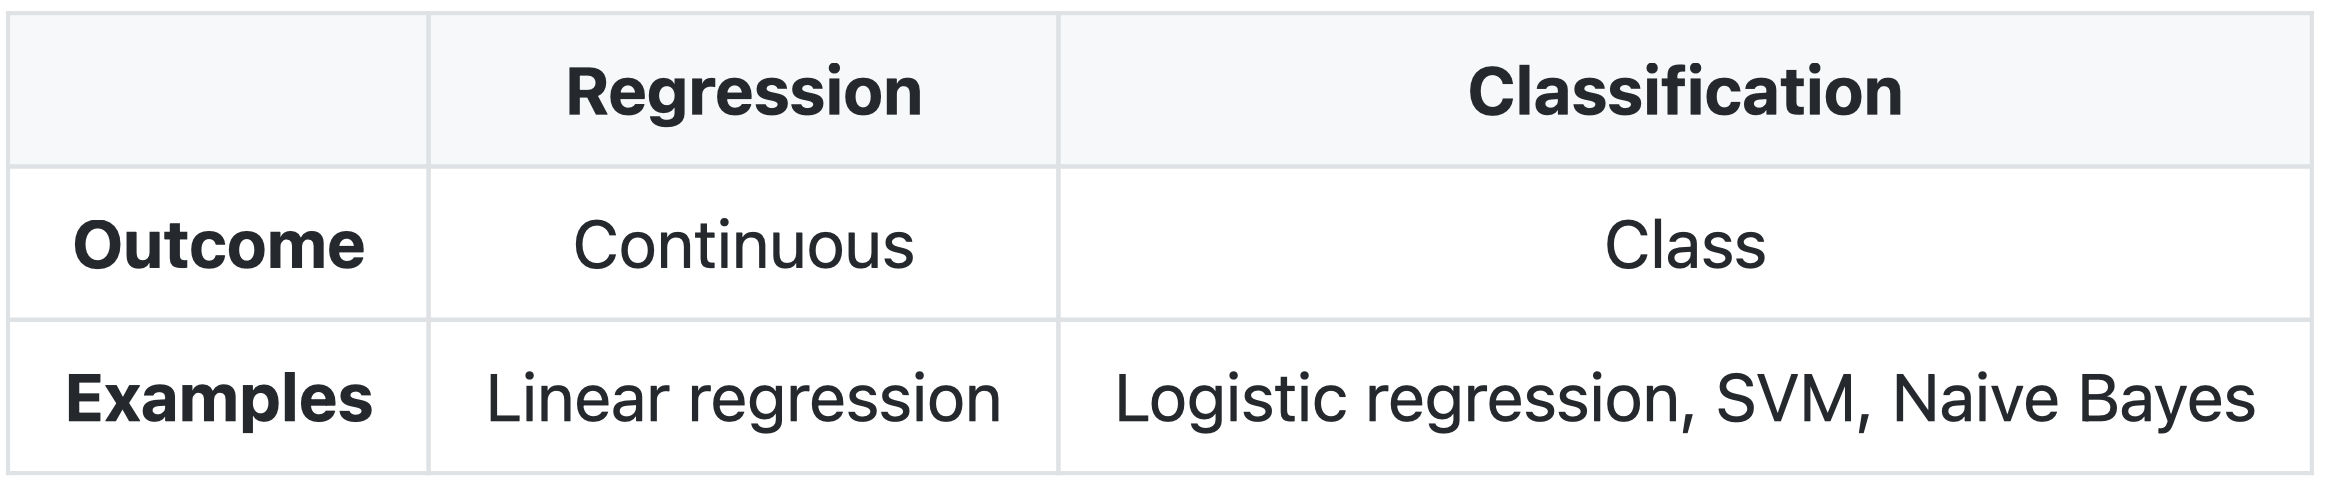 Regression Classification
Outcome Continuous Class
Examples Linear regression Logistic regression, SVM, Naive Bayes